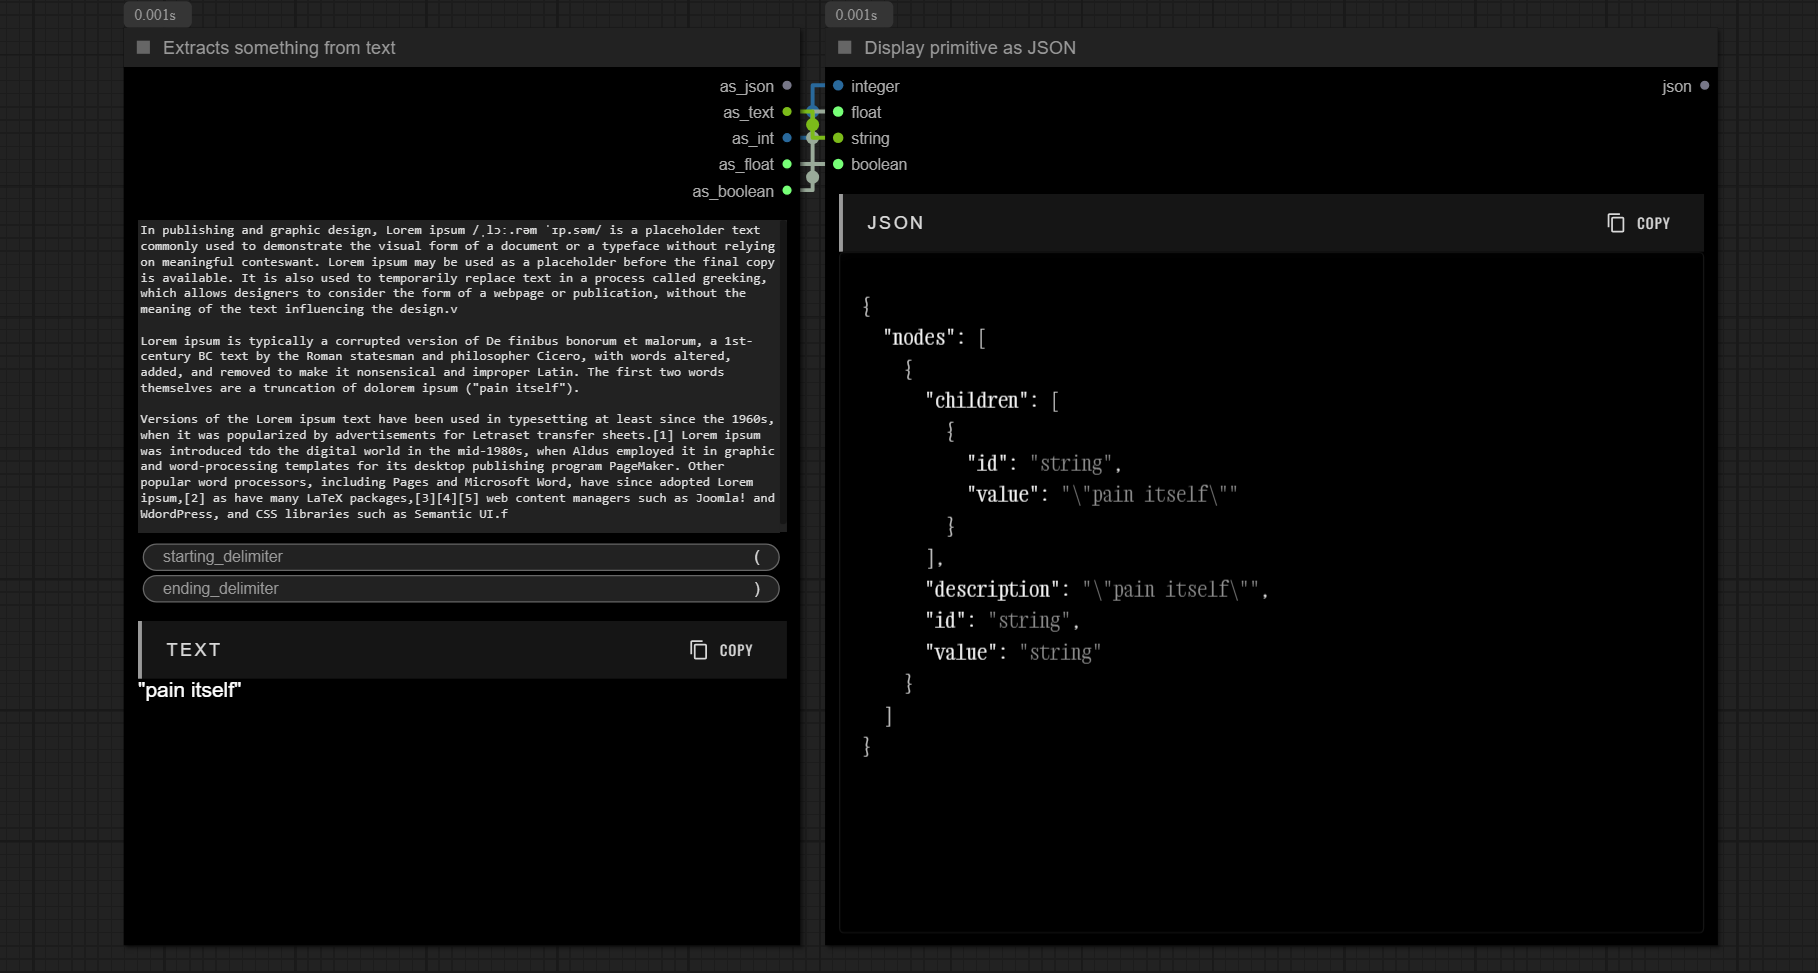 0.001s
Extracts something from text
as_json
as_text
as_int
as_float
as_boolean
In publishing and graphic design, Lorem ipsum /ˌlɔː.rəm ˈɪp.səm/ is a placeholder text
commonly used to demonstrate the visual form of a document or a typeface without relying
on meaningful conteswant. Lorem ipsum may be used as a placeholder before the final copy
is available. It is also used to temporarily replace text in a process called greeking,
which allows designers to consider the form of a webpage or publication, without the
meaning of the text influencing the design.v
Lorem ipsum is typically a corrupted version of De finibus bonorum et malorum, a 1st-
century BC text by the Roman statesman and philosopher Cicero, with words altered,
added, and removed to make it nonsensical and improper Latin. The first two words
themselves are a truncation of dolorem ipsum ("pain itself").
Versions of the Lorem ipsum text have been used in typesetting at least since the 1960s,
when it was popularized by advertisements for Letraset transfer sheets.[1] Lorem ipsum
was introduced tdo the digital world in the mid-1980s, when Aldus employed it in graphic
and word-processing templates for its desktop publishing program PageMaker. Other
popular word processors, including Pages and Microsoft Word, have since adopted Lorem
ipsum,[2] as have many LaTeX packages,[3][4][5] web content managers such as Joomla! and
WdordPress, and CSS libraries such as Semantic UI.f
starting_delimiter (
ending_delimiter )
TEXT COPY
"pain itself"
0.001s
Display primitive as JSON
integer json
float
string
boolean
JSON COPY
{
"nodes": [
{
"children": [
{
"id": "string",
"value": "\"pain itself\""
}
],
"description": "\"pain itself\"",
"id": "string",
"value": "string"
}
]
}